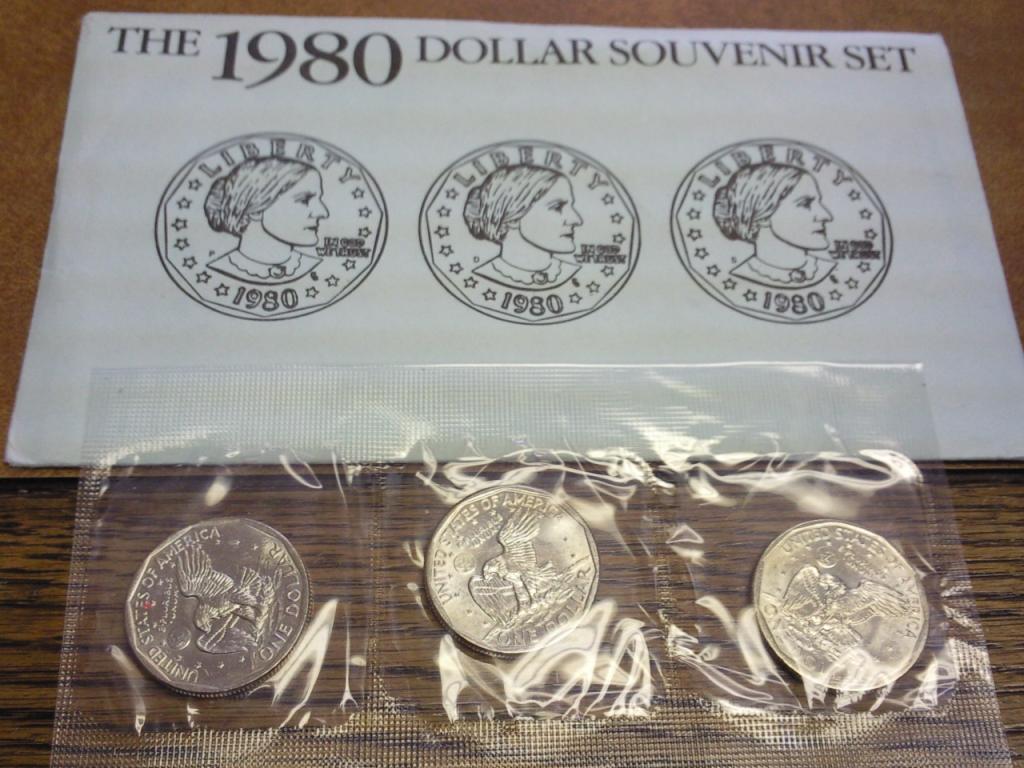 THE 1980 DOLLAR SOUVENIR SET
LIBERTY
IN GOD
WE TRUST
P
1980
LIBERTY
IN GOD
WE TRUST
D
1980
LIBERTY
IN GOD
WE TRUST
S
1980
UNITED STATES OF AMERICA
ONE DOLLAR
UNITED STATES OF AMERICA
ONE DOLLAR
UNITED STATES OF AMERICA